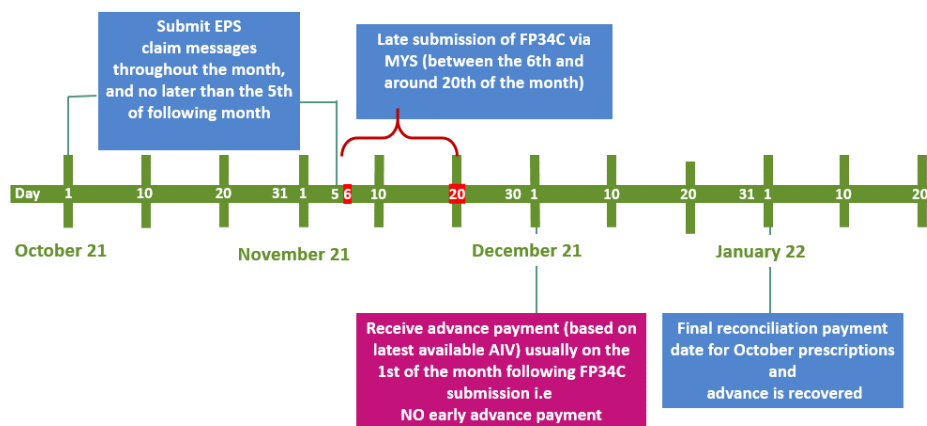 Submit EPS
claim messages
throughout the month,
and no later than the 5th
of following month
Late submission of FP34C via
MYS (between the 6th and
around 20th of the month)
Day 1 10 20 31 1 5 6 10 20 30 1 10 20 31 1 10 20
October 21 November 21 December 21 January 22
Receive advance payment (based on
latest available AIV) usually on the
1st of the month following FP34C
submission i.e
NO early advance payment
Final reconciliation payment
date for October prescriptions
and
advance is recovered